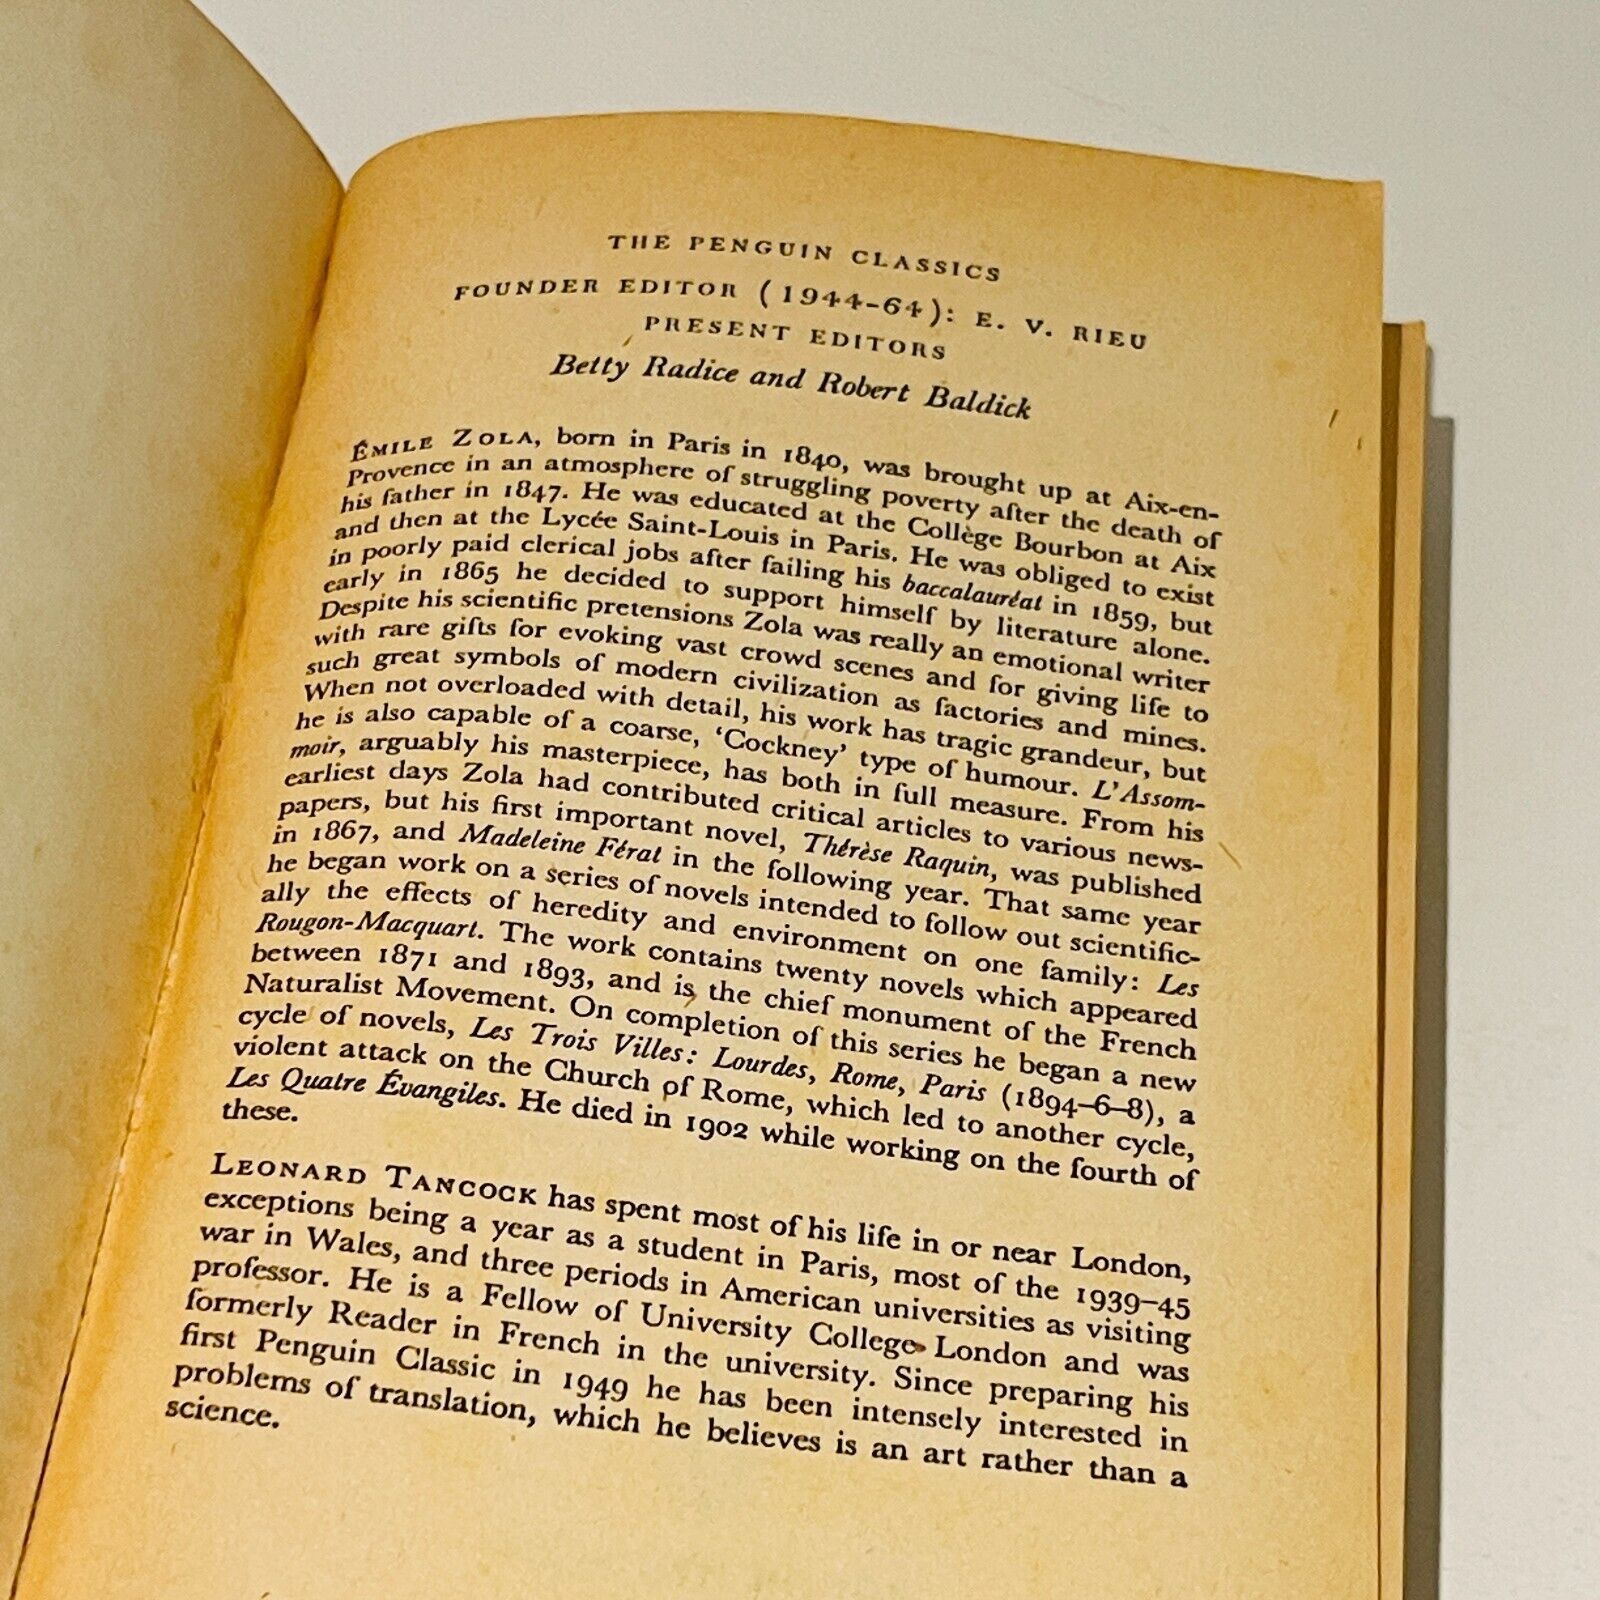 THE PENGUIN CLASSICS
FOUNDER EDITOR (1944-64): E. V. RIEU
PRESENT EDITORS
Betty Radice and Robert Baldick
ÉMILE ZOLA, born in Paris in 1840, was brought up at Aix-en-
Provence in an atmosphere of struggling poverty after the death of
his father in 1847. He was educated at the Collège Bourbon at Aix
and then at the Lycée Saint-Louis in Paris. He was obliged to exist
in poorly paid clerical jobs after failing his baccalauréat in 1859, but
early in 1865 he decided to support himself by literature alone.
Despite his scientific pretensions Zola was really an emotional writer
with rare gifts for evoking vast crowd scenes and for giving life to
such great symbols of modern civilization as factories and mines.
When not overloaded with detail, his work has tragic grandeur, but
he is also capable of a coarse, 'Cockney' type of humour. L'Assom-
moir, arguably his masterpiece, has both in full measure. From his
earliest days Zola had contributed critical articles to various news-
papers, but his first important novel, Thérèse Raquin, was published
in 1867, and Madeleine Férat in the following year. That same year
he began work on a series of novels intended to follow out scientific-
ally the effects of heredity and environment on one family: Les
Rougon-Macquart. The work contains twenty novels which appeared
between 1871 and 1893, and is the chief monument of the French
Naturalist Movement. On completion of this series he began a new
cycle of novels, Les Trois Villes: Lourdes, Rome, Paris (1894–6–8), a
violent attack on the Church of Rome, which led to another cycle,
Les Quatre Évangiles. He died in 1902 while working on the fourth of
these.
LEONARD TANCOCK has spent most of his life in or near London,
exceptions being a year as a student in Paris, most of the 1939–45
war in Wales, and three periods in American universities as visiting
professor. He is a Fellow of University College London and was
formerly Reader in French in the university. Since preparing his
first Penguin Classic in 1949 he has been intensely interested in
problems of translation, which he believes is an art rather than a
science.